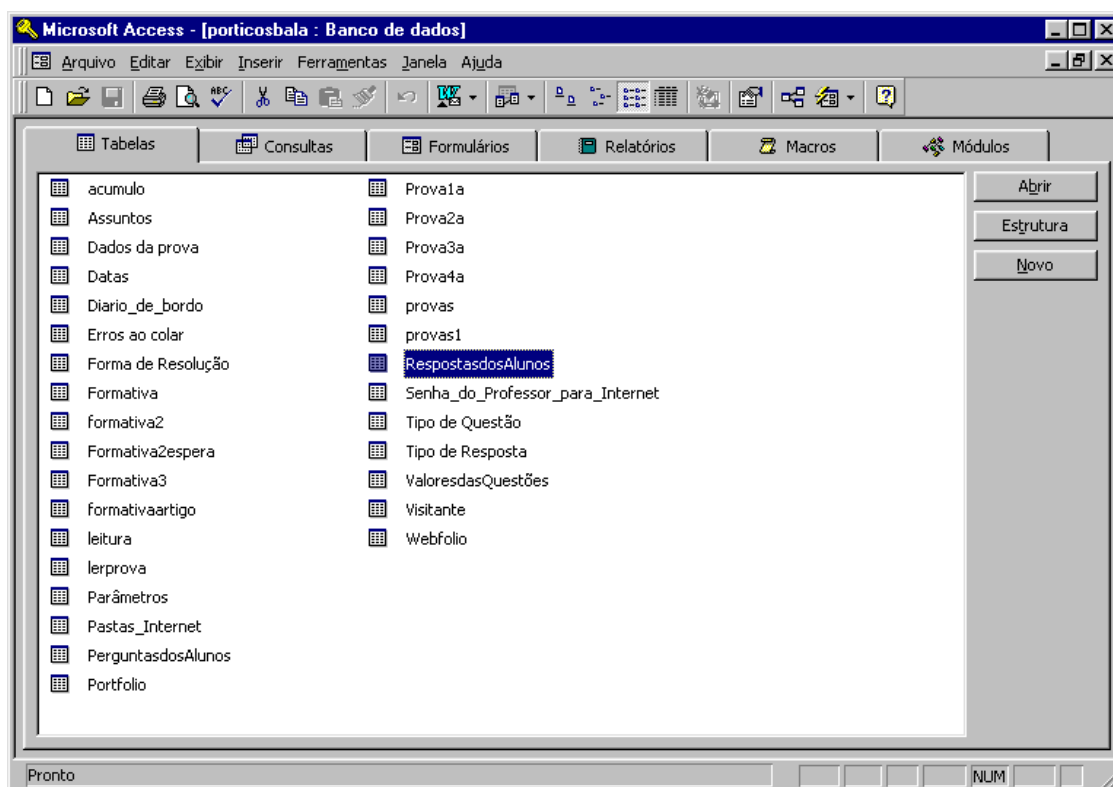 Microsoft Access - [porticosbala : Banco de dados]
Arquivo Editar Exibir Inserir Ferramentas Janela Ajuda
ABC
Tabelas Consultas Formulários Relatórios Macros Módulos
acumulo Prova1a Abrir
Assuntos Prova2a Estrutura
Dados da prova Prova3a
Datas Prova4a Novo
Diario_de_bordo provas
Erros ao colar provas1
Forma de Resolução RespostasdosAlunos
Formativa Senha_do_Professor_para_Internet
formativa2 Tipo de Questão
Formativa2espera Tipo de Resposta
Formativa3 ValoresdasQuestões
formativaartigo Visitante
leitura Webfolio
lerprova
Parâmetros
Pastas_Internet
PerguntasdosAlunos
Portfolio
Pronto NUM